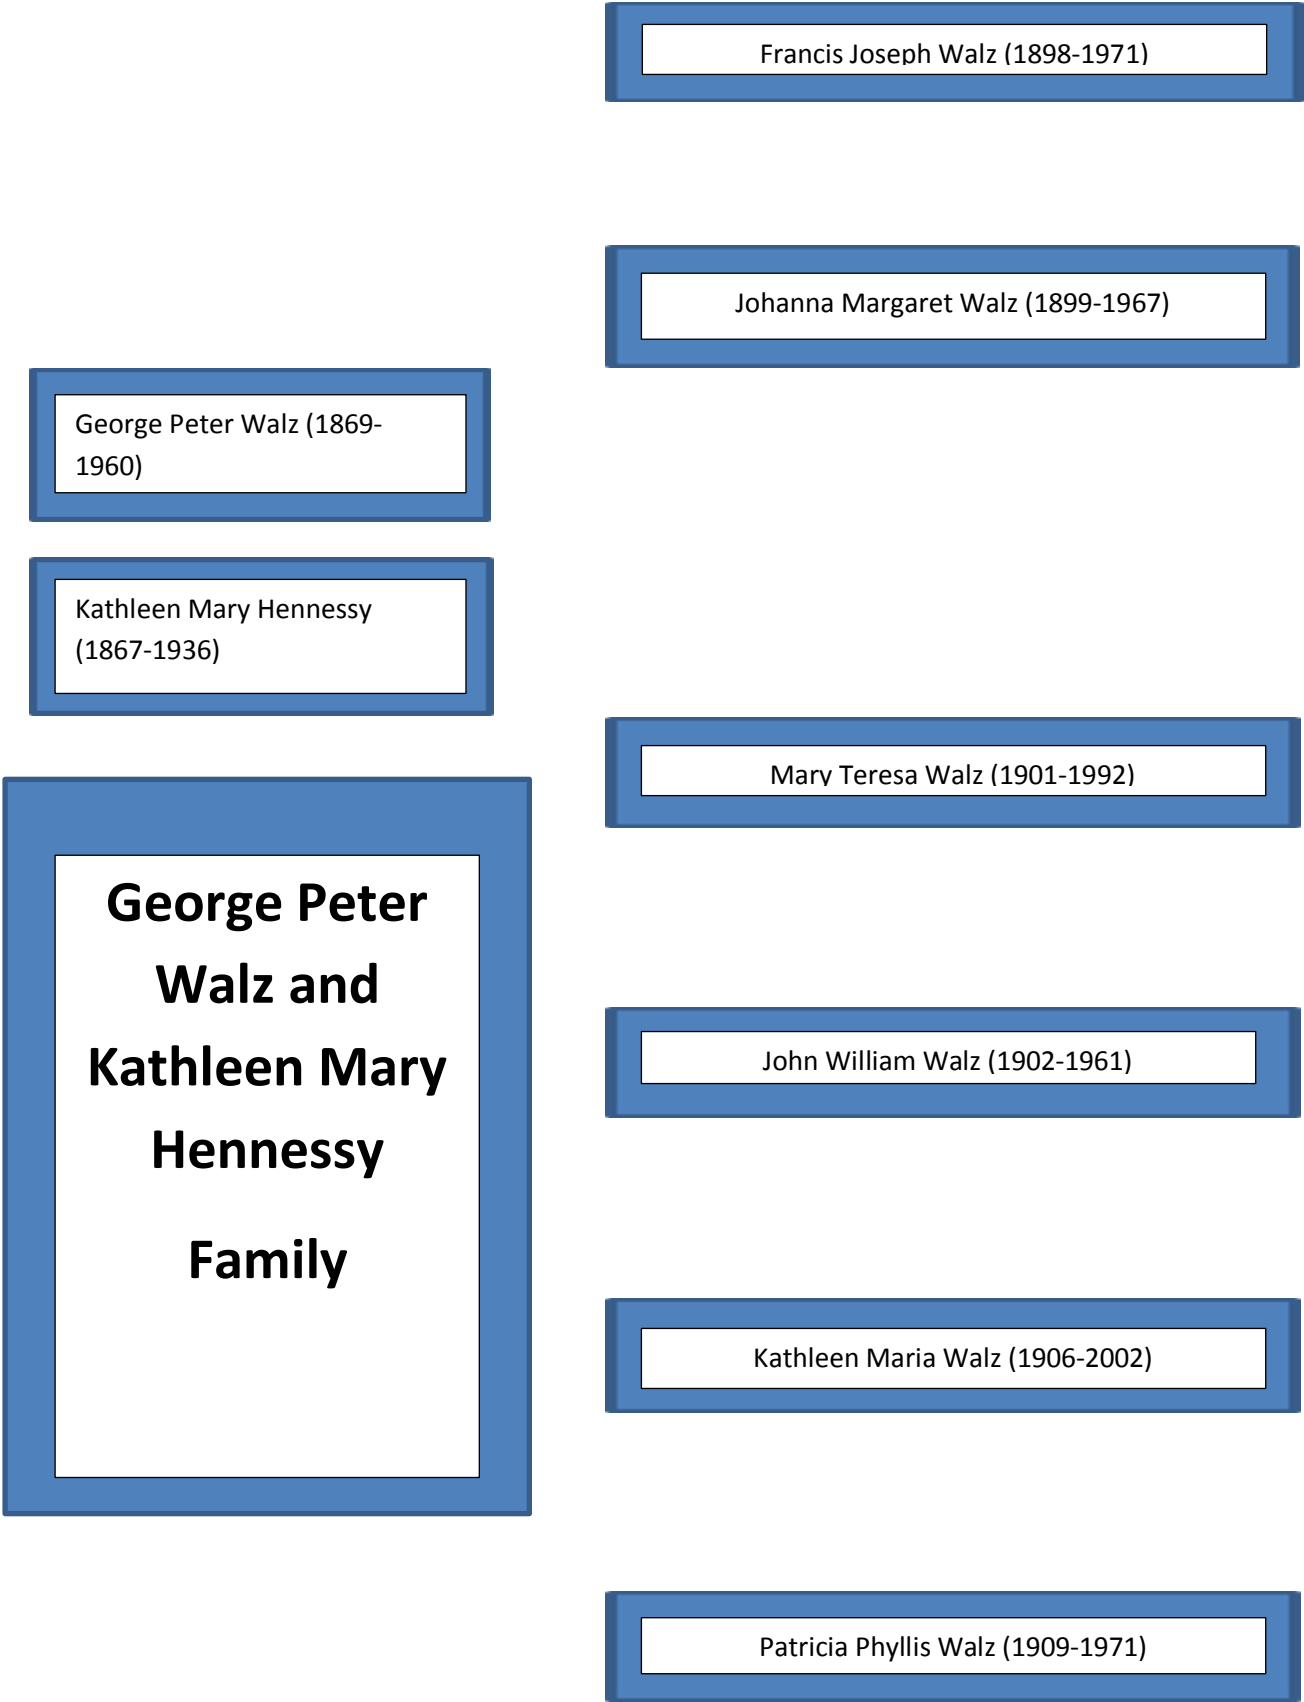 Francis Joseph Walz (1898-1971)
Johanna Margaret Walz (1899-1967)
George Peter Walz (1869-
1960)
Kathleen Mary Hennessy
(1867-1936)
Mary Teresa Walz (1901-1992)
George Peter
Walz and
Kathleen Mary
Hennessy
Family
John William Walz (1902-1961)
Kathleen Maria Walz (1906-2002)
Patricia Phyllis Walz (1909-1971)